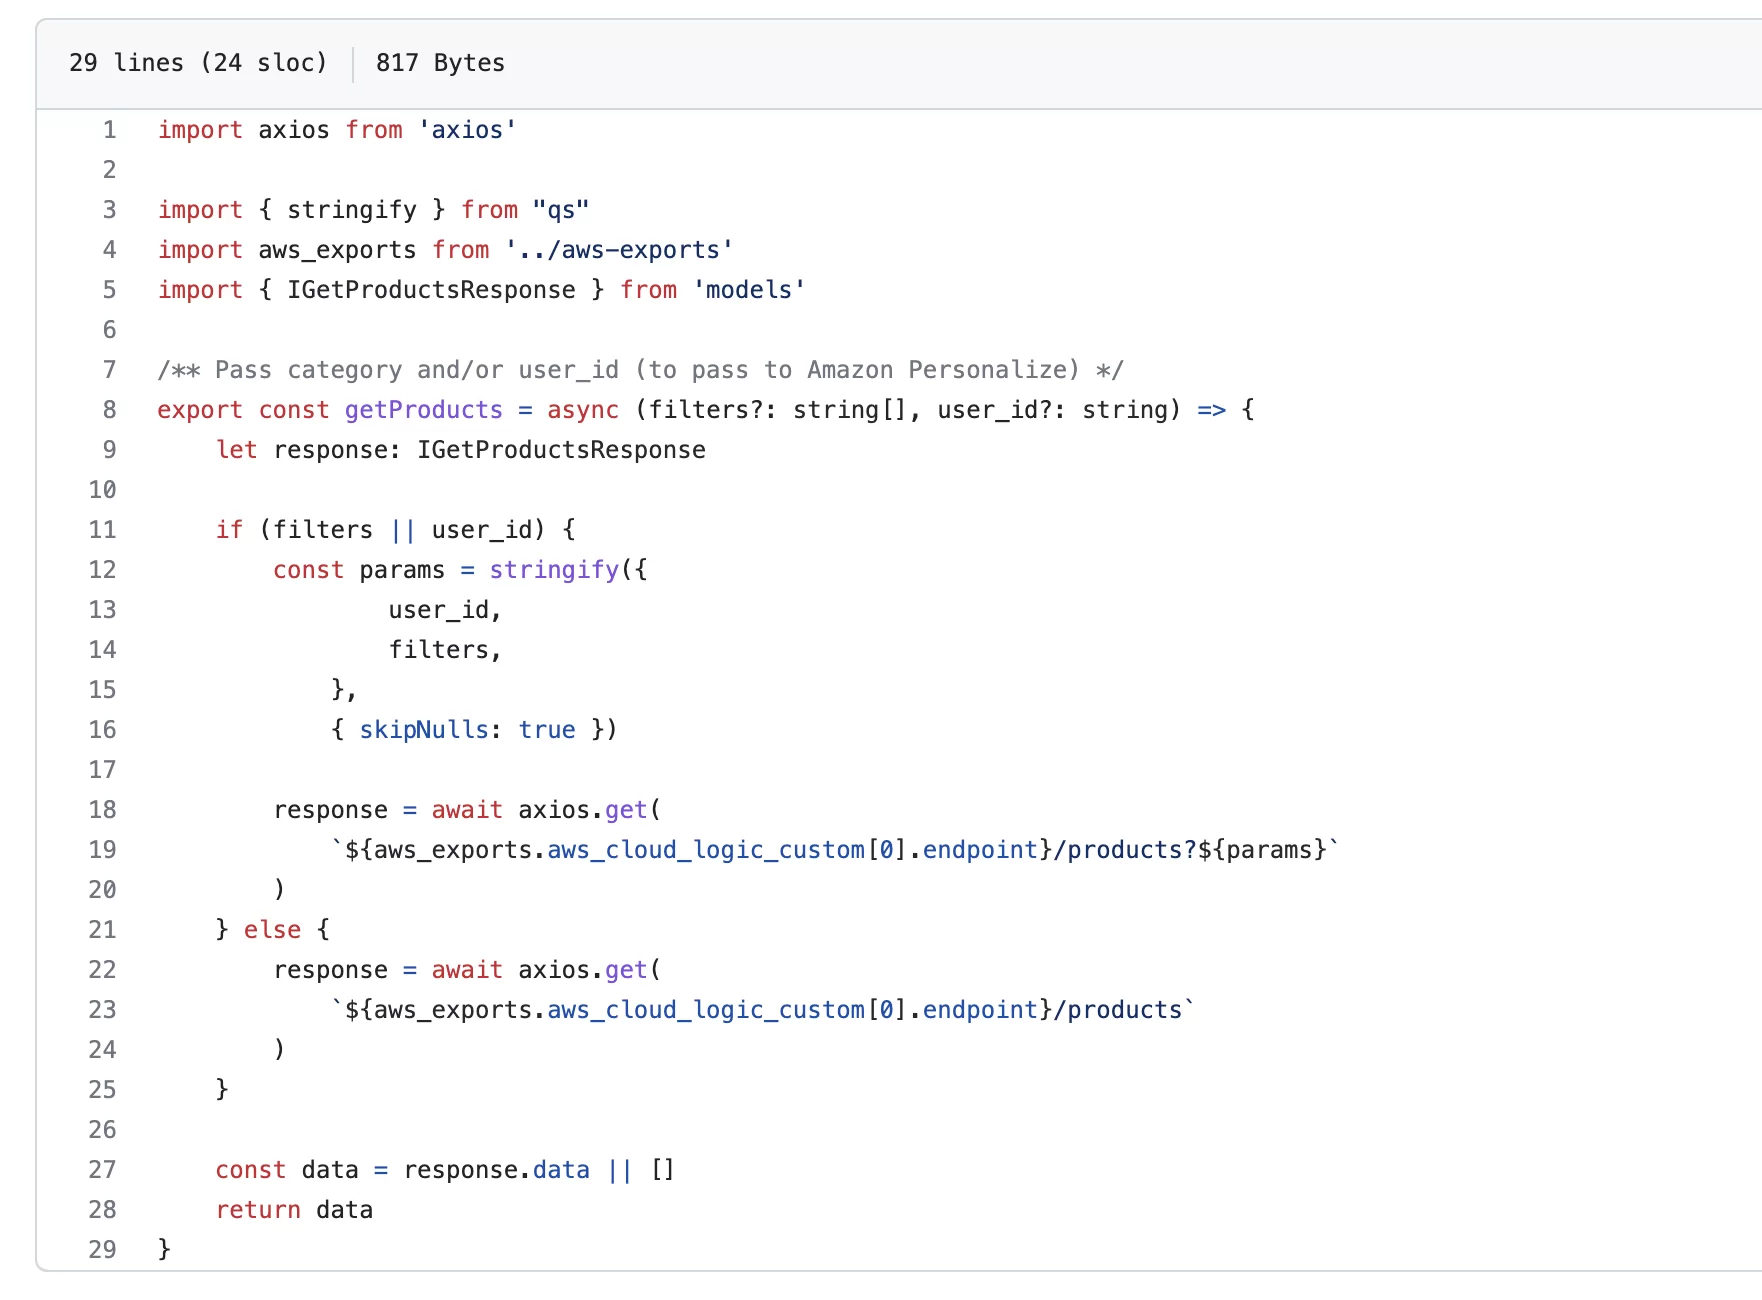 29 lines (24 sloc) 817 Bytes
1 import axios from 'axios'
2
3 import { stringify } from "qs"
4 import aws_exports from '../aws-exports'
5 import { IGetProductsResponse } from 'models'
6
7 /** Pass category and/or user_id (to pass to Amazon Personalize) */
8 export const getProducts = async (filters?: string[], user_id?: string) => {
9     let response: IGetProductsResponse
10
11     if (filters || user_id) {
12         const params = stringify({
13                 user_id,
14                 filters,
15             },
16             { skipNulls: true })
17
18         response = await axios.get(
19             `${aws_exports.aws_cloud_logic_custom[0].endpoint}/products?${params}`
20         )
21     } else {
22         response = await axios.get(
23             `${aws_exports.aws_cloud_logic_custom[0].endpoint}/products`
24         )
25     }
26
27     const data = response.data || []
28     return data
29 }